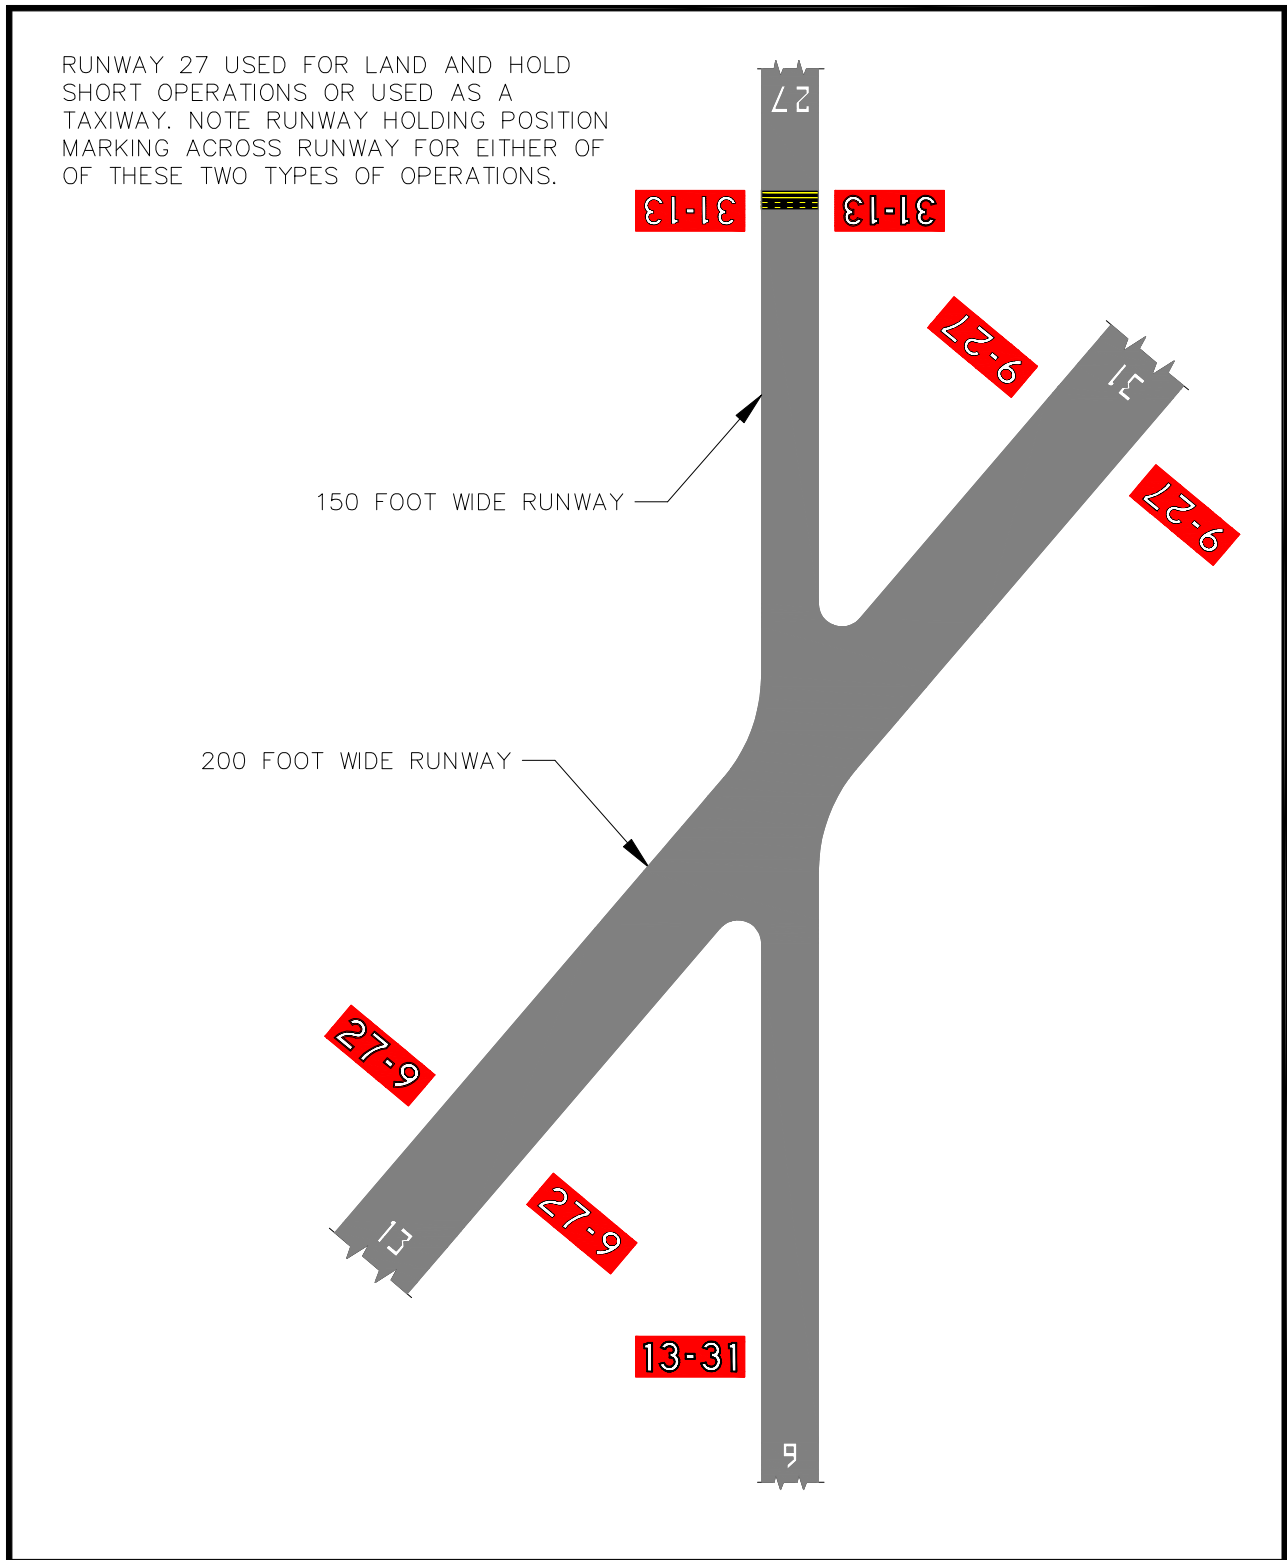 RUNWAY 27 USED FOR LAND AND HOLD
SHORT OPERATIONS OR USED AS A
TAXIWAY. NOTE RUNWAY HOLDING POSITION
MARKING ACROSS RUNWAY FOR EITHER OF
OF THESE TWO TYPES OF OPERATIONS.
27
31-13
31-13
9-27
31
9-27
150 FOOT WIDE RUNWAY
200 FOOT WIDE RUNWAY
27-9
13
27-9
13-31
9